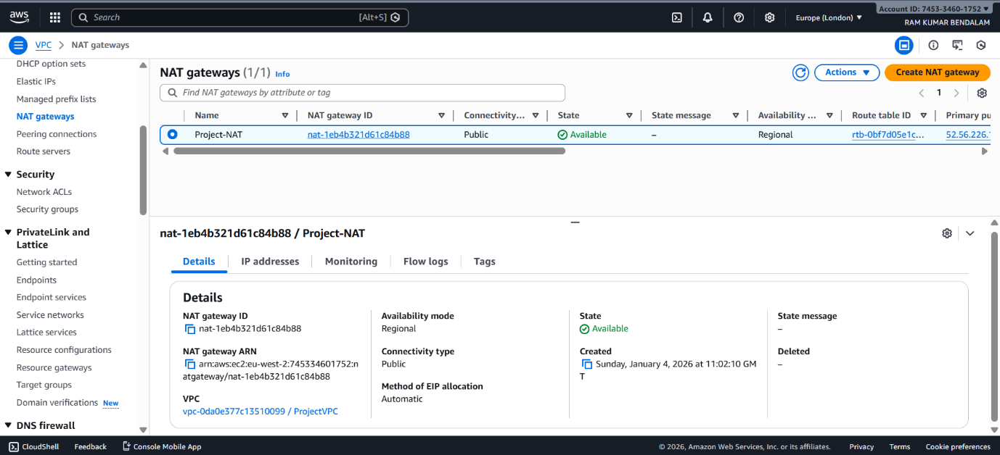 aws
Search [Alt+S]
Europe (London)
Account ID: 7453-3460-1752
RAM KUMAR BENDALAM
VPC > NAT gateways
DHCP option sets
Elastic IPs
Managed prefix lists
NAT gateways
Peering connections
Route servers
Security
Network ACLs
Security groups
PrivateLink and
Lattice
Getting started
Endpoints
Endpoint services
Service networks
Lattice services
Resource configurations
Resource gateways
Target groups
Domain verifications New
DNS firewall
NAT gateways (1/1) Info
Actions
Create NAT gateway
Find NAT gateways by attribute or tag
1
Name NAT gateway ID Connectivity... State State message Availability ... Route table ID Primary pu
Project-NAT nat-1eb4b321d61c84b88 Public Available – Regional rtb-0bf7d05e1c... 52.56.226.
nat-1eb4b321d61c84b88 / Project-NAT
Details IP addresses Monitoring Flow logs Tags
Details
NAT gateway ID
nat-1eb4b321d61c84b88
NAT gateway ARN
arn:aws:ec2:eu-west-2:745334601752:n
atgateway/nat-1eb4b321d61c84b88
VPC
vpc-0da0e377c13510099 / ProjectVPC
Availability mode
Regional
Connectivity type
Public
Method of EIP allocation
Automatic
State
Available
Created
Sunday, January 4, 2026 at 11:02:10 GM
T
State message
–
Deleted
–
CloudShell Feedback Console Mobile App
© 2026, Amazon Web Services, Inc. or its affiliates. Privacy Terms Cookie preferences